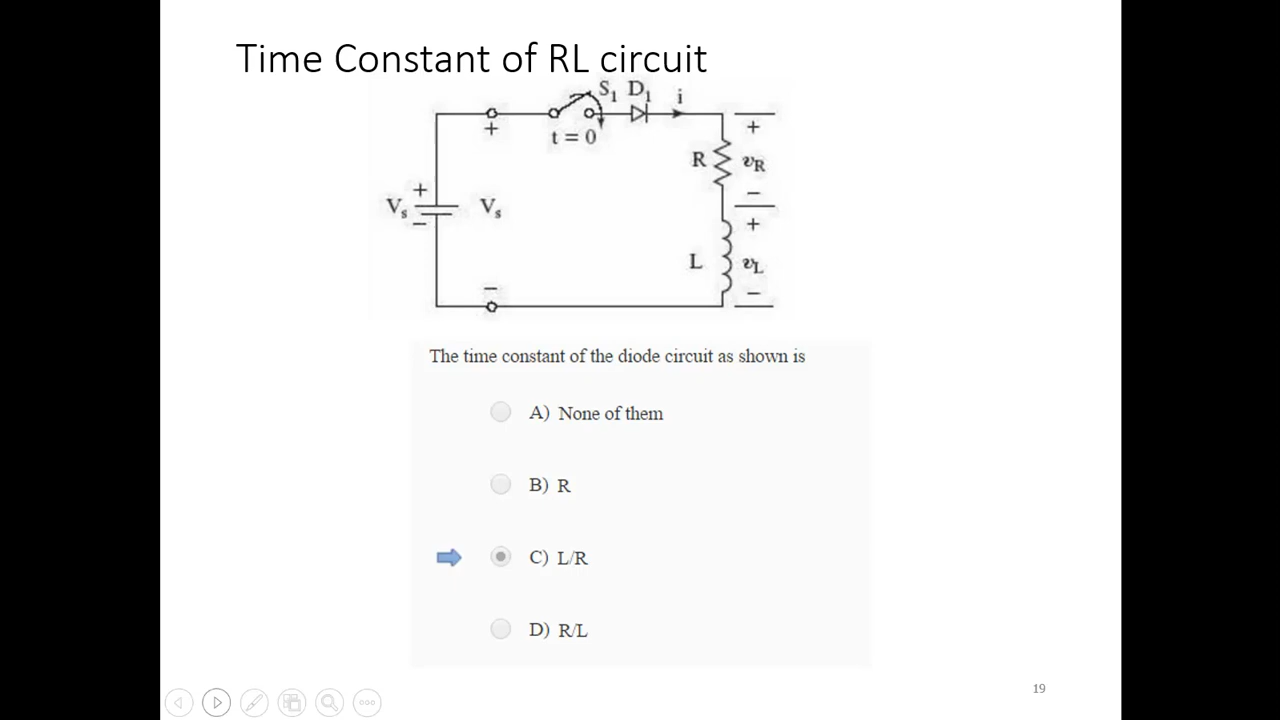 Time Constant of RL circuit
S1 D1 i
+
t = 0
+
R
vR
+
Vs
Vs
−
−
+
L
vL
−
−
The time constant of the diode circuit as shown is
A) None of them
B) R
C) L/R
D) R/L
19